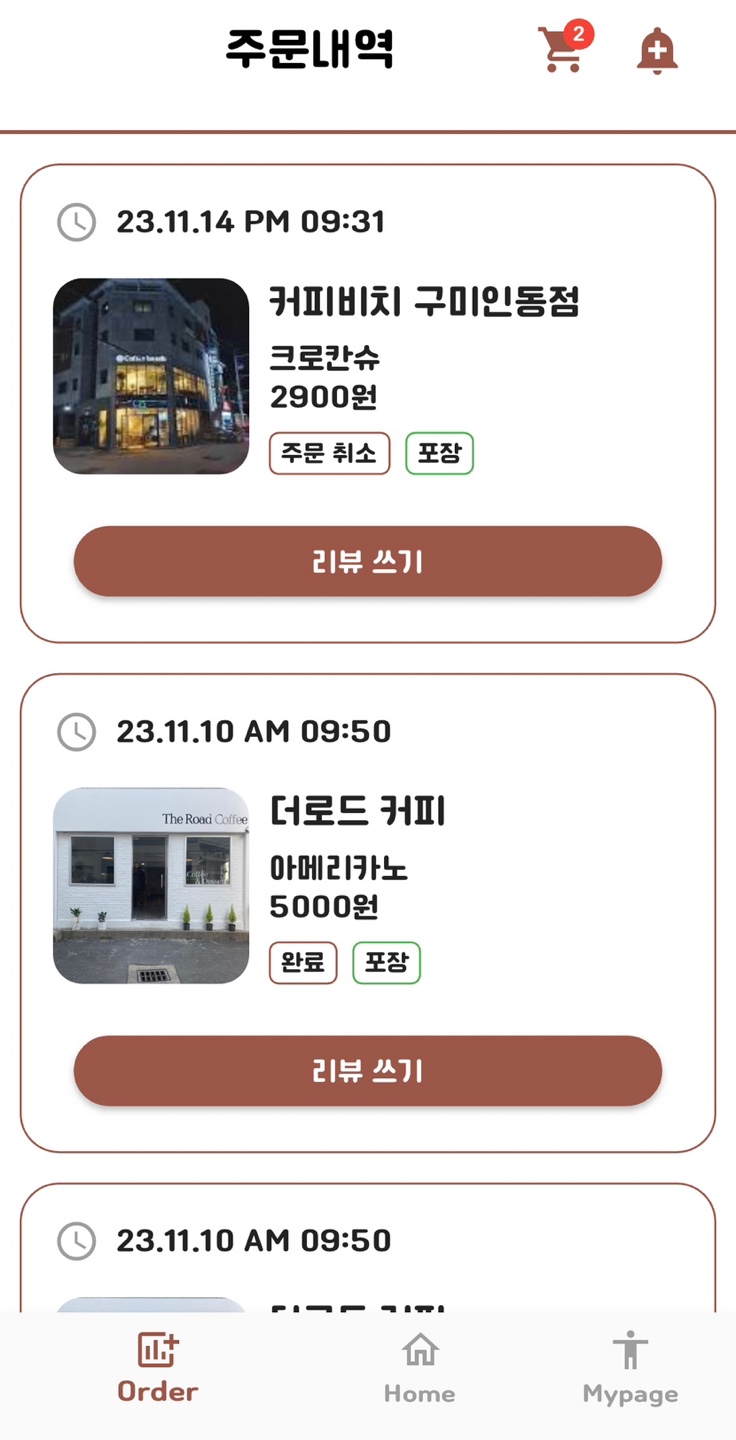 주문내역
2
23.11.14 PM 09:31
커피비치 구미인동점
크로칸슈
2900원
주문 취소
포장
리뷰 쓰기
23.11.10 AM 09:50
The Road Coffee
더로드 커피
아메리카노
5000원
완료
포장
리뷰 쓰기
23.11.10 AM 09:50
Order
Home
Mypage